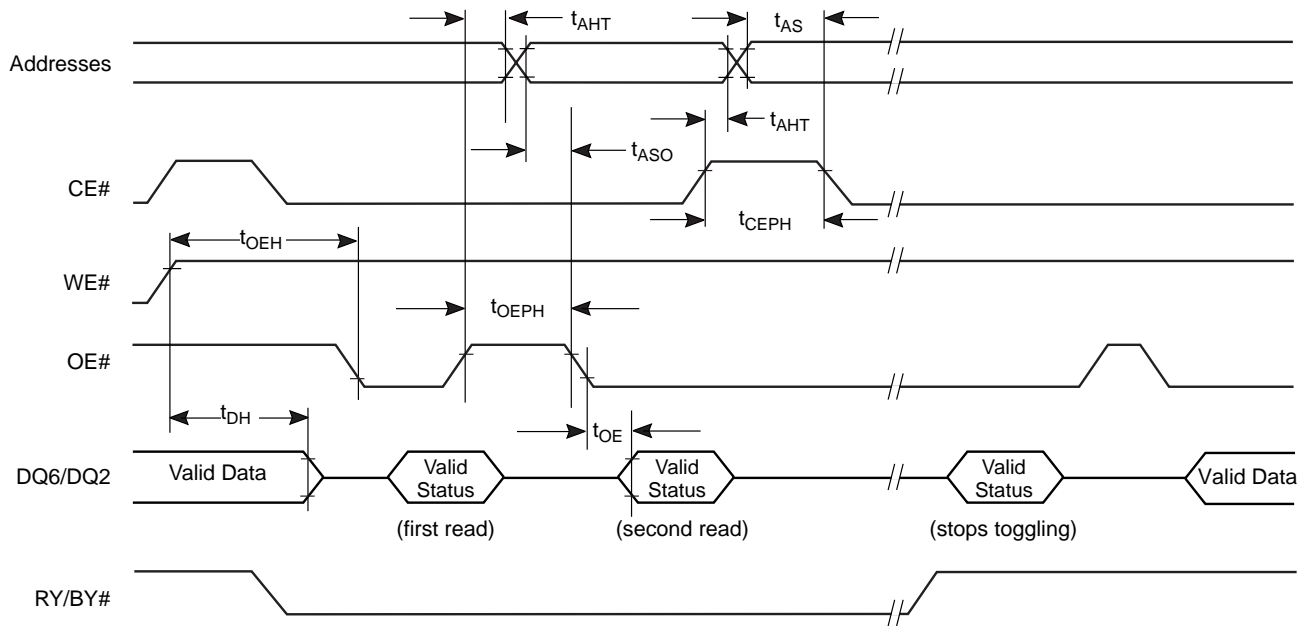 tAHT
tAS
Addresses
tAHT
tASO
CE#
tCEPH
tOEH
WE#
tOEPH
OE#
tDH
tOE
DQ6/DQ2
Valid Data
Valid
Status
Valid
Status
Valid
Status
Valid Data
(first read)
(second read)
(stops toggling)
RY/BY#